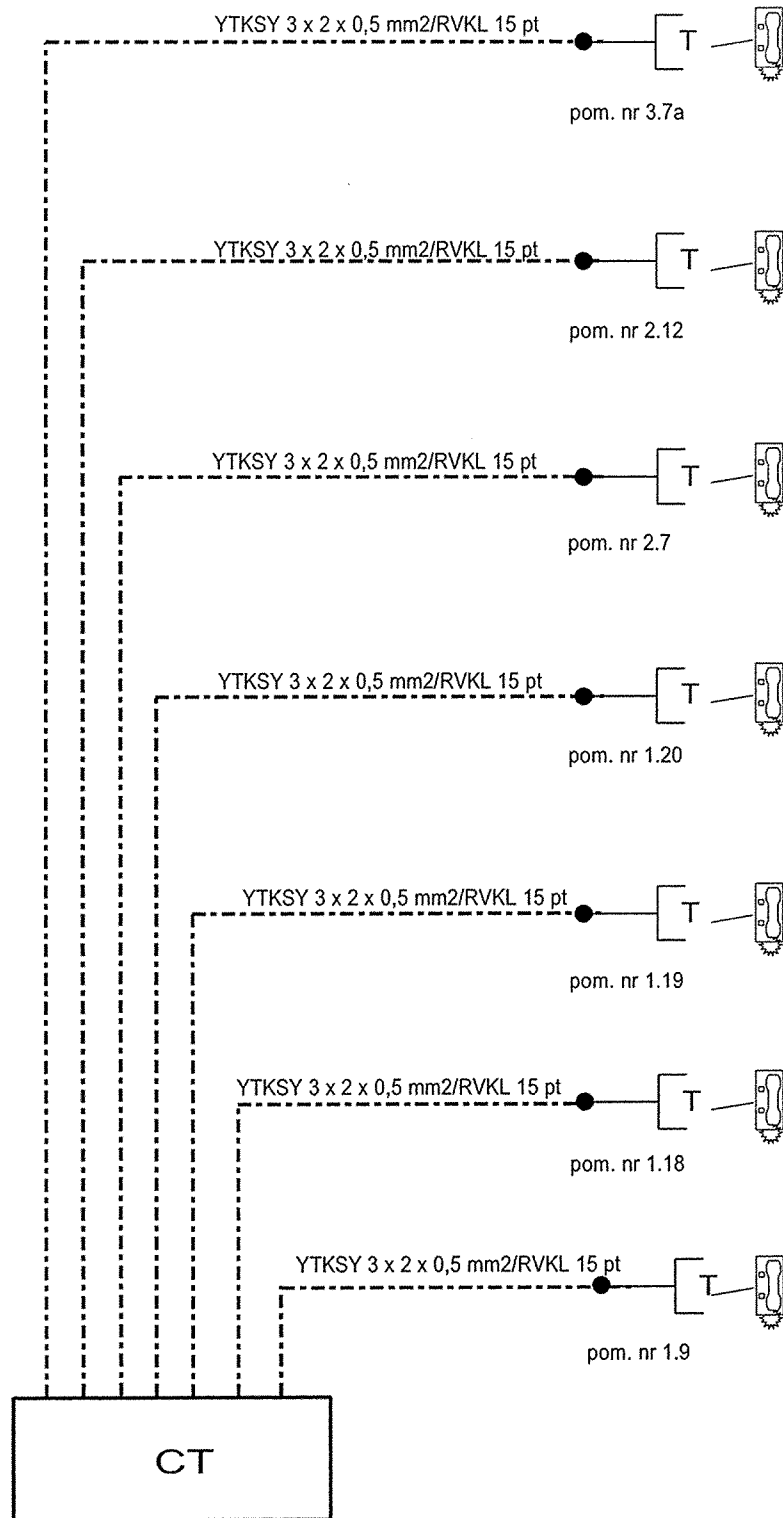 YTKSY 3 x 2 x 0,5 mm2/RVKL 15 pt
T
pom. nr 3.7a
YTKSY 3 x 2 x 0,5 mm2/RVKL 15 pt
T
pom. nr 2.12
YTKSY 3 x 2 x 0,5 mm2/RVKL 15 pt
T
pom. nr 2.7
YTKSY 3 x 2 x 0,5 mm2/RVKL 15 pt
T
pom. nr 1.20
YTKSY 3 x 2 x 0,5 mm2/RVKL 15 pt
T
pom. nr 1.19
YTKSY 3 x 2 x 0,5 mm2/RVKL 15 pt
T
pom. nr 1.18
YTKSY 3 x 2 x 0,5 mm2/RVKL 15 pt
T
pom. nr 1.9
CT